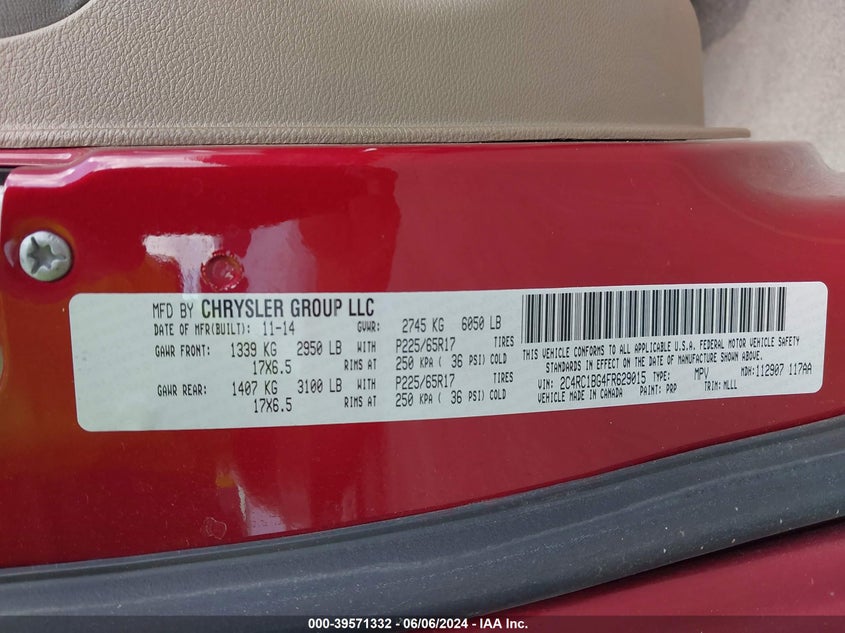 MFD BY CHRYSLER GROUP LLC
DATE OF MFR(BUILT): 11-14 GVWR: 2745 KG 6050 LB
GAWR FRONT: 1339 KG 2950 LB WITH P225/65R17 TIRES
17X6.5 RIMS AT 250 KPA ( 36 PSI) COLD
GAWR REAR: 1407 KG 3100 LB WITH P225/65R17 TIRES
17X6.5 RIMS AT 250 KPA ( 36 PSI) COLD
THIS VEHICLE CONFORMS TO ALL APPLICABLE U.S.A. FEDERAL MOTOR VEHICLE SAFETY
STANDARDS IN EFFECT ON THE DATE OF MANUFACTURE SHOWN ABOVE.
VIN: 2C4RC1BG4FR629015 TYPE: MPV MDH: 112907 117AA
VEHICLE MADE IN CANADA PAINT: PRP TRIM: MLLL
000-39571332 - 06/06/2024 - IAA Inc.